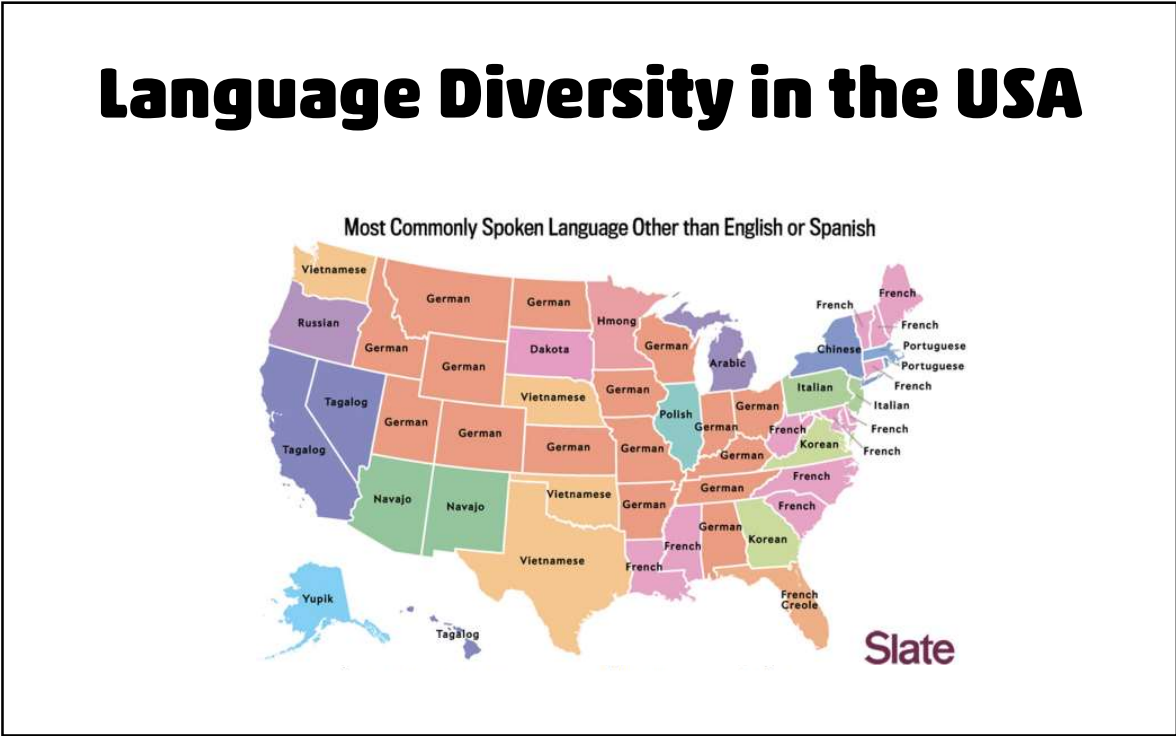 Language Diversity in the USA
Most Commonly Spoken Language Other than English or Spanish
Vietnamese
German
German
French
French
Russian
Hmong
French
German
German
Dakota
German
Arabic
Chinese
Portuguese
Portuguese
French
Tagalog
German
Vietnamese
German
Polish
German
German
Italian
Italian
French
French
Tagalog
German
German
German
German
German
French
Korean
Navajo
Navajo
Vietnamese
German
German
French
French
Vietnamese
French
French
German
Korean
Yupik
Tagalog
French
Creole
Slate